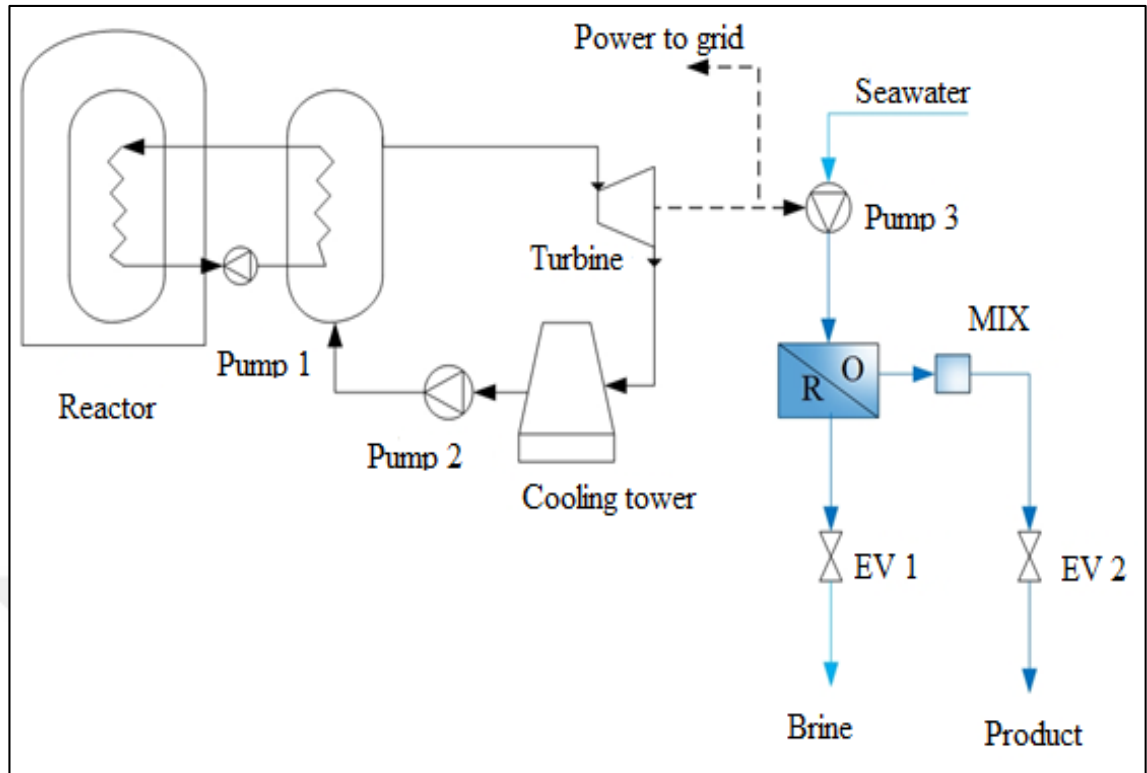 Power to grid
Seawater
Pump 3
Turbine
MIX
Pump 1
R O
Reactor
Pump 2
Cooling tower
EV 1
EV 2
Brine
Product